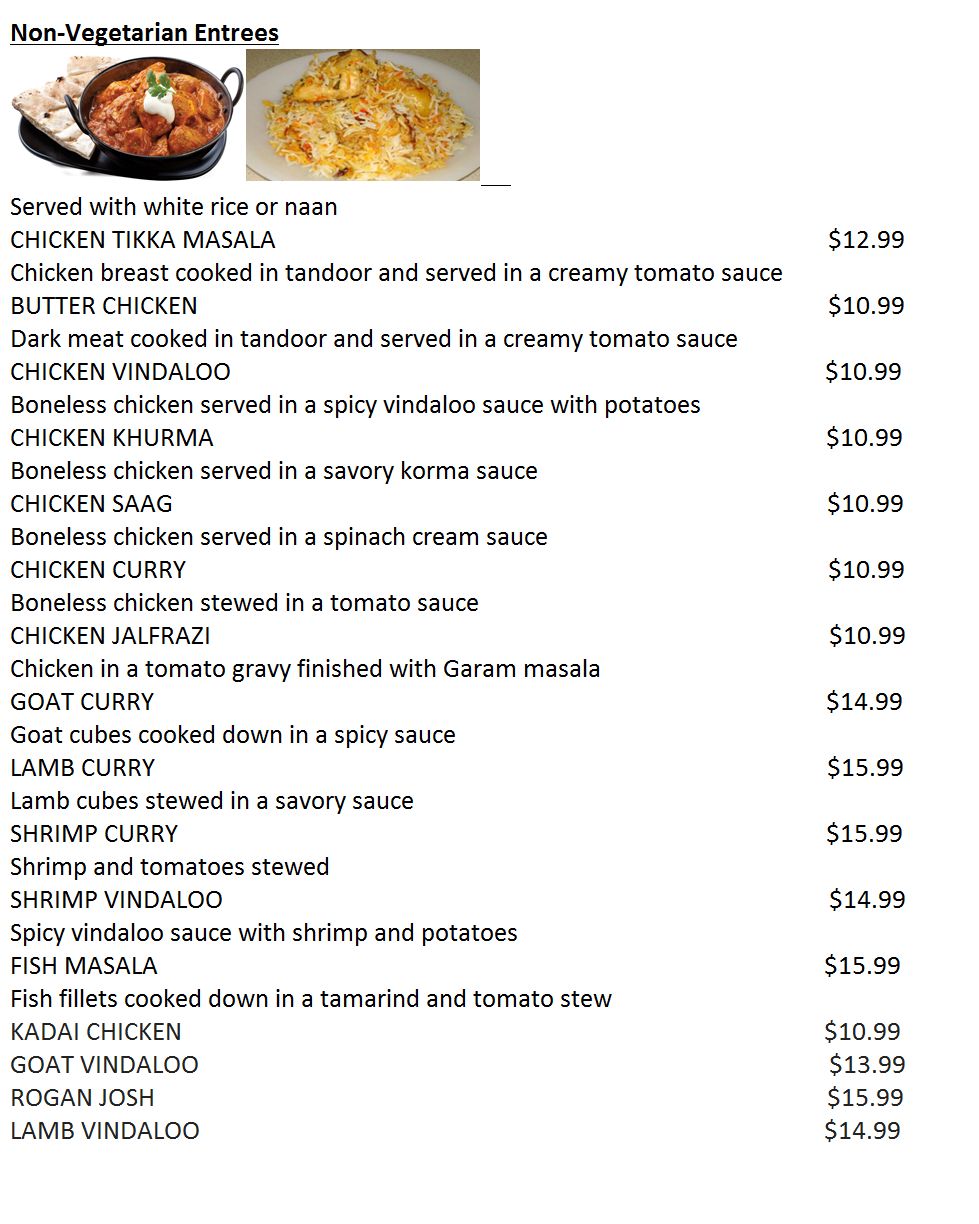 Non-Vegetarian Entrees
Served with white rice or naan
CHICKEN TIKKA MASALA $12.99
Chicken breast cooked in tandoor and served in a creamy tomato sauce
BUTTER CHICKEN $10.99
Dark meat cooked in tandoor and served in a creamy tomato sauce
CHICKEN VINDALOO $10.99
Boneless chicken served in a spicy vindaloo sauce with potatoes
CHICKEN KHURMA $10.99
Boneless chicken served in a savory korma sauce
CHICKEN SAAG $10.99
Boneless chicken served in a spinach cream sauce
CHICKEN CURRY $10.99
Boneless chicken stewed in a tomato sauce
CHICKEN JALFRAZI $10.99
Chicken in a tomato gravy finished with Garam masala
GOAT CURRY $14.99
Goat cubes cooked down in a spicy sauce
LAMB CURRY $15.99
Lamb cubes stewed in a savory sauce
SHRIMP CURRY $15.99
Shrimp and tomatoes stewed
SHRIMP VINDALOO $14.99
Spicy vindaloo sauce with shrimp and potatoes
FISH MASALA $15.99
Fish fillets cooked down in a tamarind and tomato stew
KADAI CHICKEN $10.99
GOAT VINDALOO $13.99
ROGAN JOSH $15.99
LAMB VINDALOO $14.99